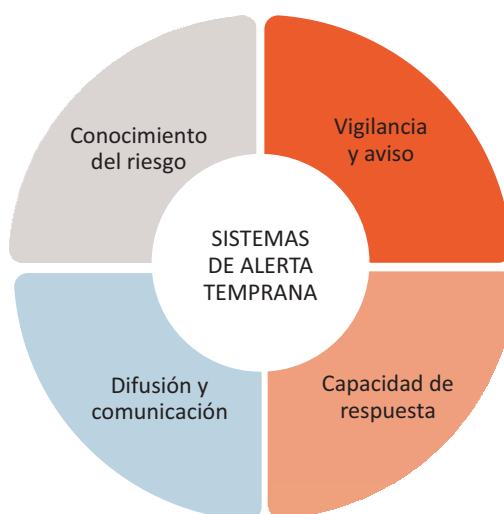 Conocimiento
del riesgo
Vigilancia
y aviso
SISTEMAS
DE ALERTA
TEMPRANA
Difusión y
comunicación
Capacidad de
respuesta